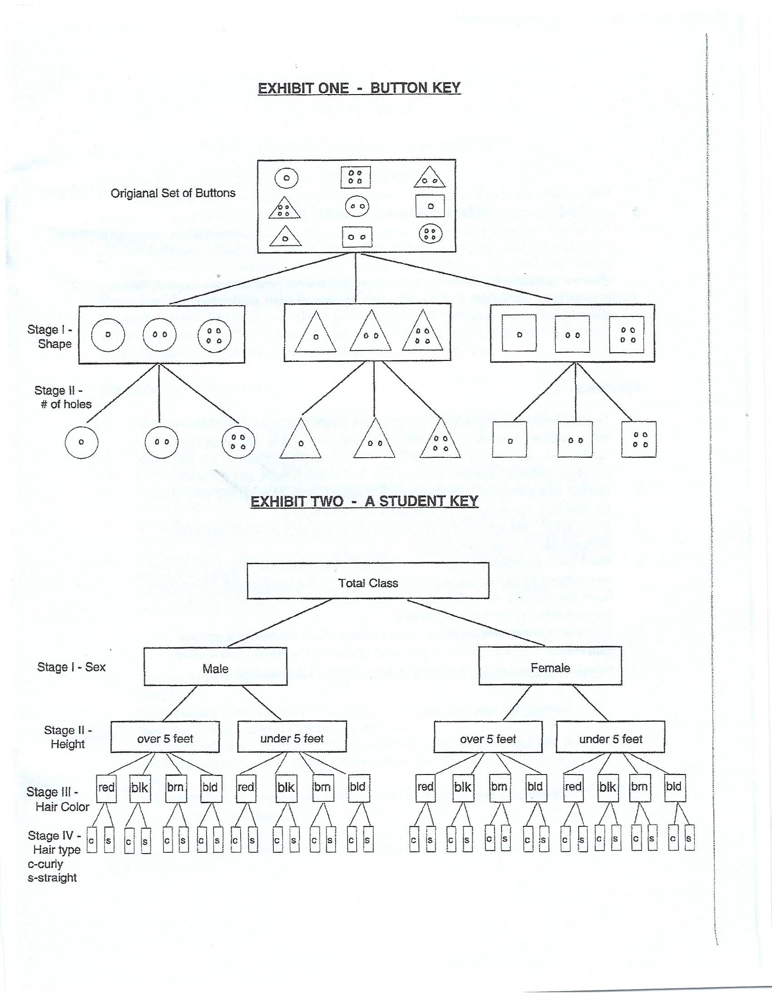 EXHIBIT ONE - BUTTON KEY
Origianal Set of Buttons
Stage I -
Shape
Stage II -
# of holes
EXHIBIT TWO - A STUDENT KEY
Total Class
Stage I - Sex
Male
Female
Stage II -
Height
over 5 feet
under 5 feet
over 5 feet
under 5 feet
Stage III -
Hair Color
red blk brn bld red blk brn bld red blk brn bld red blk brn bld
Stage IV -
Hair type
c-curly
s-straight
c s c s c s c s c s c s c s c s c s c s c s c s c s c s c s c s